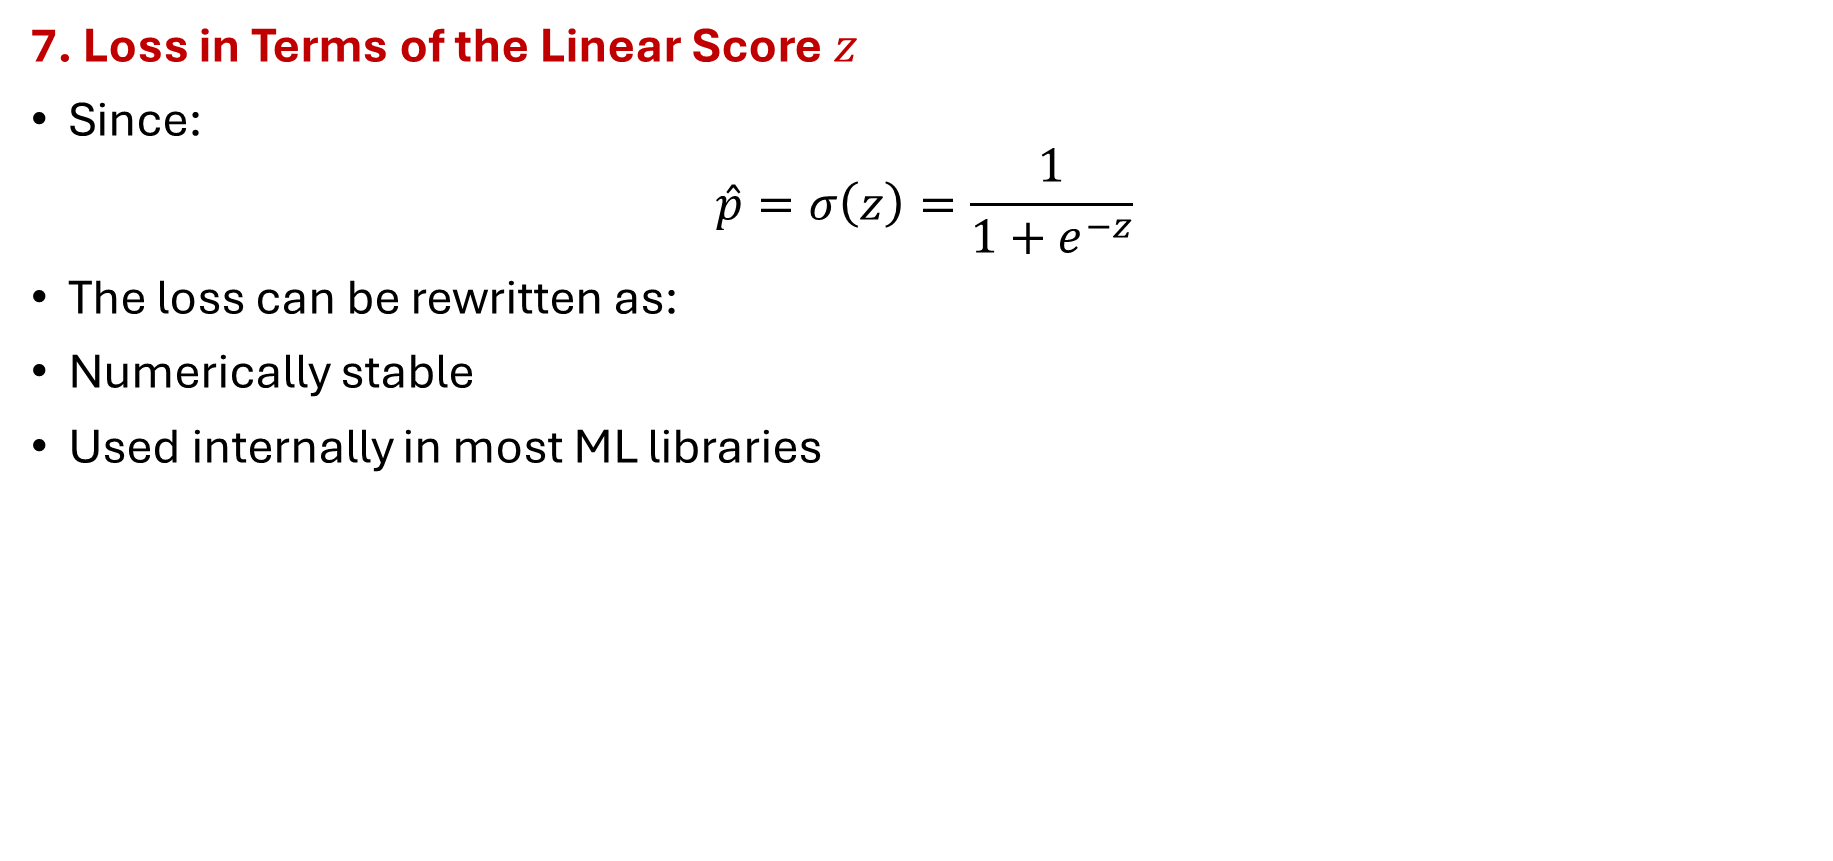 7. Loss in Terms of the Linear Score z
• Since:
p̂ = σ(z) = 1 / (1 + e^{−z})
• The loss can be rewritten as:
• Numerically stable
• Used internally in most ML libraries